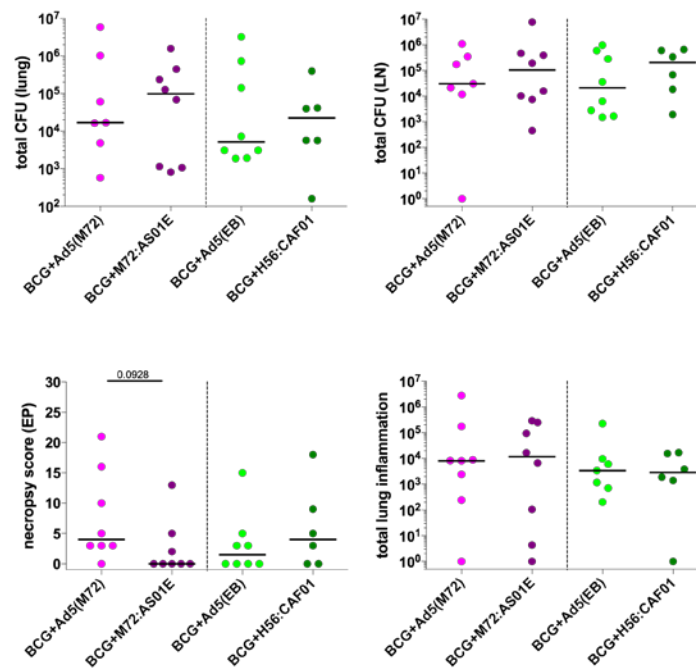 total CFU (lung)
10⁷
10⁶
10⁵
10⁴
10³
10²
BCG+Ad5(M72)
BCG+M72:AS01E
BCG+Ad5(EB)
BCG+H56:CAF01
total CFU (LN)
10⁷
10⁶
10⁵
10⁴
10³
10²
10¹
10⁰
BCG+Ad5(M72)
BCG+M72:AS01E
BCG+Ad5(EB)
BCG+H56:CAF01
necropsy score (EP)
0.0928
30
25
20
15
10
5
0
BCG+Ad5(M72)
BCG+M72:AS01E
BCG+Ad5(EB)
BCG+H56:CAF01
total lung inflammation
10⁷
10⁶
10⁵
10⁴
10³
10²
10¹
10⁰
BCG+Ad5(M72)
BCG+M72:AS01E
BCG+Ad5(EB)
BCG+H56:CAF01